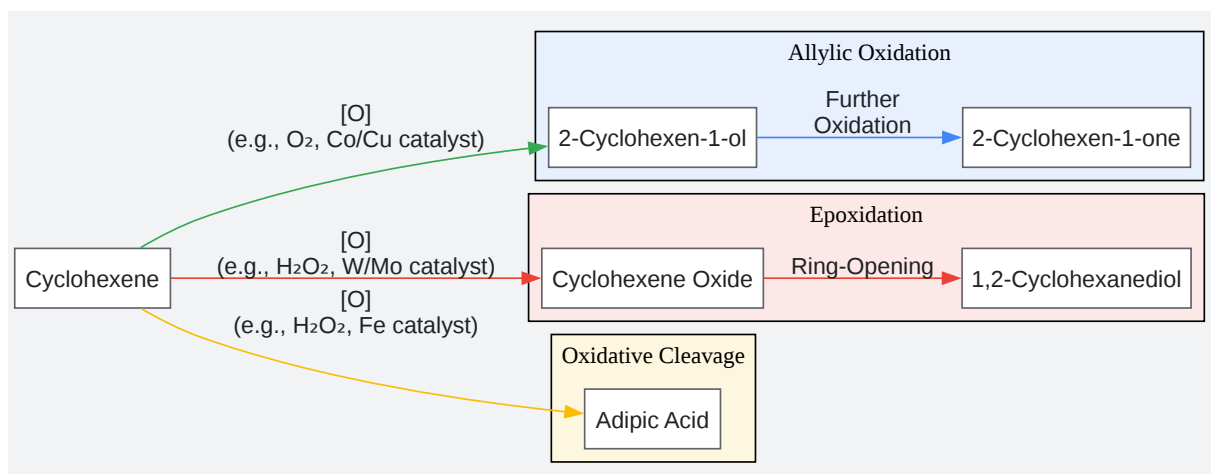 Allylic Oxidation
[O]
(e.g., O₂, Co/Cu catalyst)
2-Cyclohexen-1-ol
Further
Oxidation
2-Cyclohexen-1-one
Epoxidation
Cyclohexene
[O]
(e.g., H₂O₂, W/Mo catalyst)
Cyclohexene Oxide
Ring-Opening
1,2-Cyclohexanediol
[O]
(e.g., H₂O₂, Fe catalyst)
Oxidative Cleavage
Adipic Acid